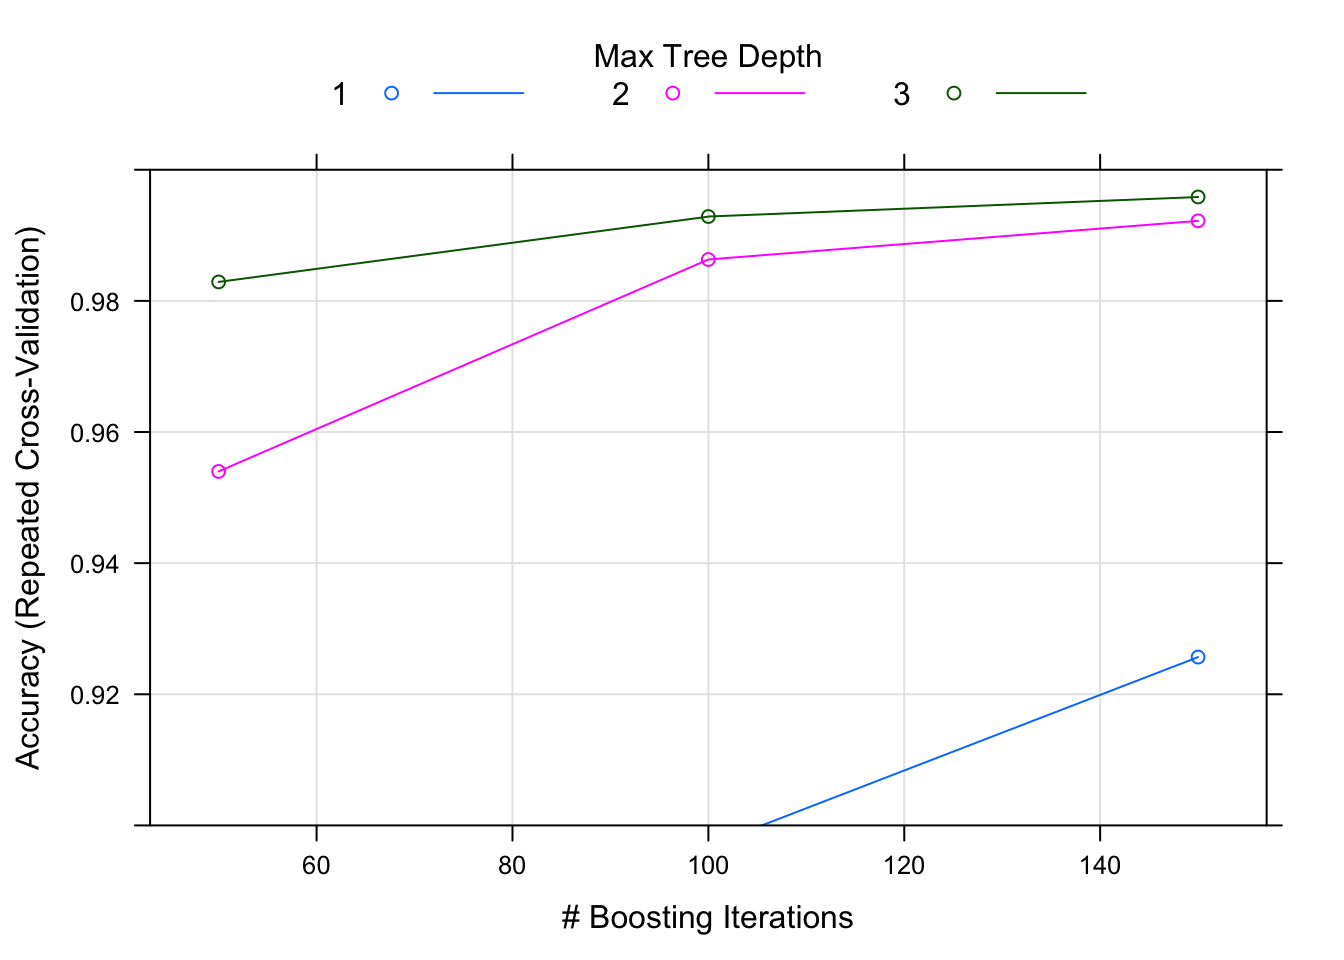 Max Tree Depth
1 2 3
0.98
0.96
0.94
0.92
Accuracy (Repeated Cross-Validation)
60 80 100 120 140
# Boosting Iterations